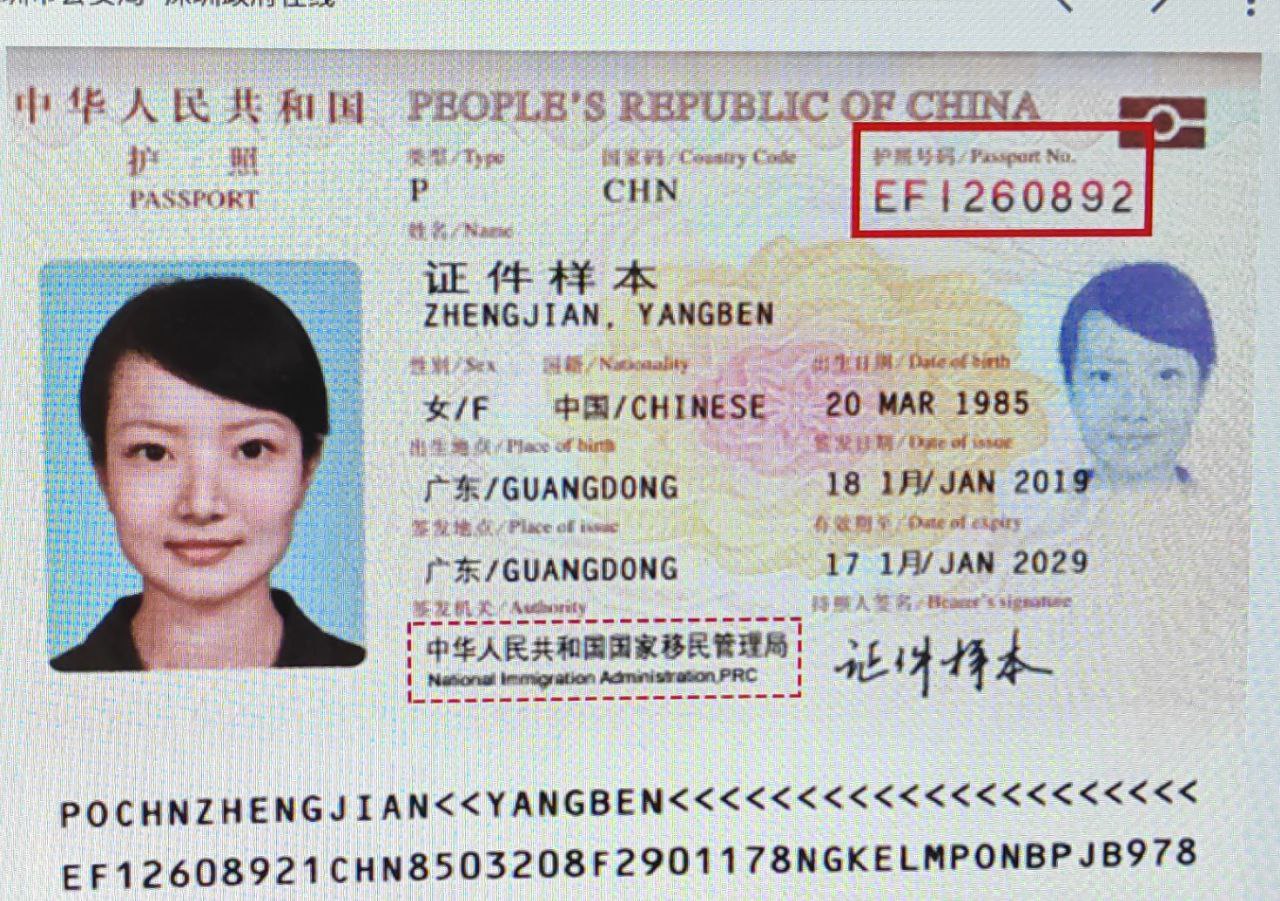 中华人民共和国 PEOPLE'S REPUBLIC OF CHINA
护 照
PASSPORT
类型/Type 国家码/Country Code 护照号码/Passport No.
P CHN EF1260892
姓名/Name
证件样本
ZHENGJIAN, YANGBEN
性别/Sex 国籍/Nationality 出生日期/Date of birth
女/F 中国/CHINESE 20 MAR 1985
出生地点/Place of birth 签发日期/Date of issue
广东/GUANGDONG 18 1月/JAN 2019
签发地点/Place of issue 有效期至/Date of expiry
广东/GUANGDONG 17 1月/JAN 2029
签发机关/Authority 持照人签名/Bearer's signature
中华人民共和国国家移民管理局 证件样本
National Immigration Administration,PRC
POCHNZHENGJIAN<<YANGBEN<<<<<<<<<<<<<<<<<<<<<
EF12608921CHN8503208F2901178NGKELMPONBPJB978